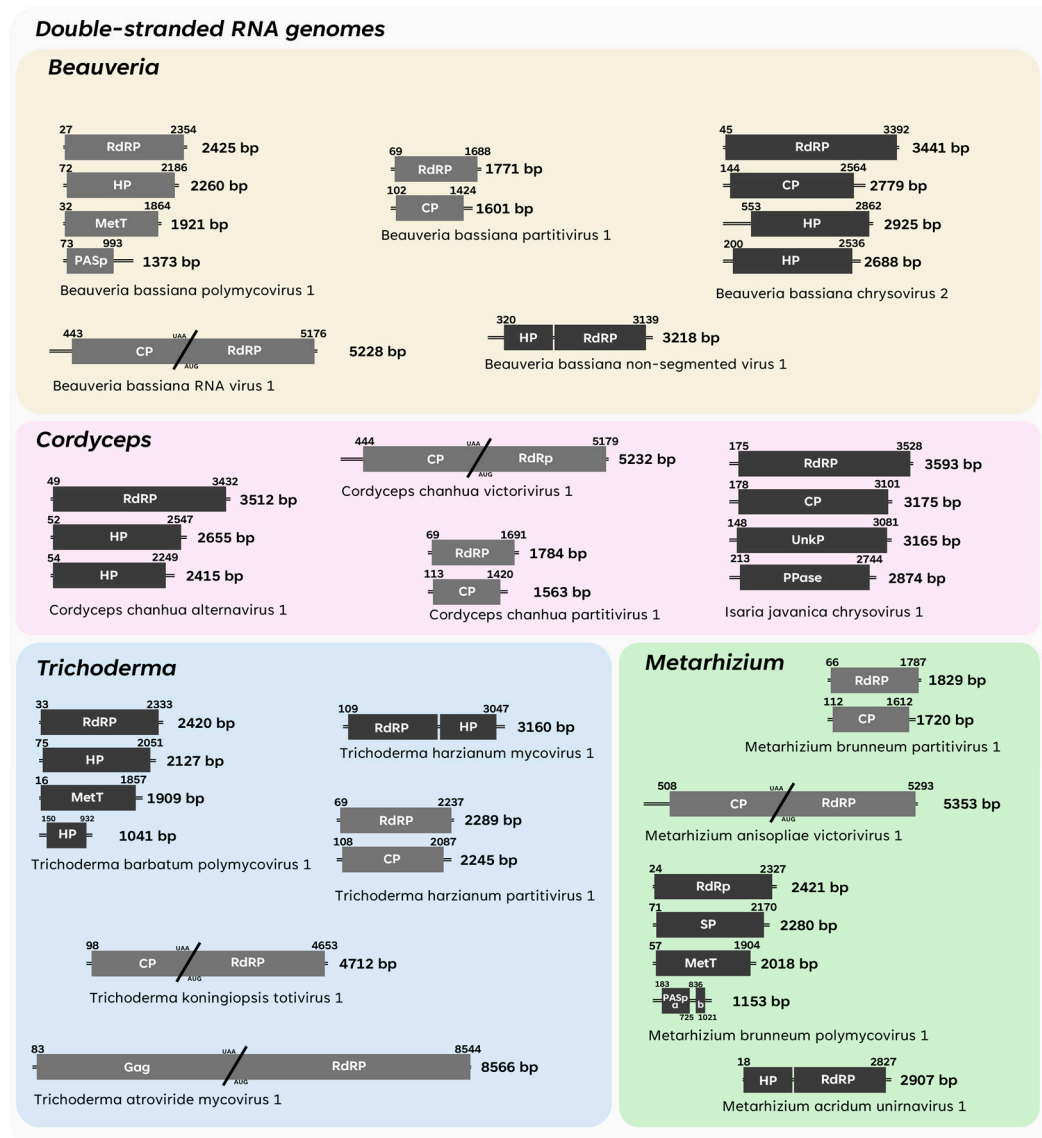 Double-stranded RNA genomes
Beauveria
27 2354
RdRP 2425 bp
72 2186
HP 2260 bp
32 1864
MetT 1921 bp
73 993
PASp 1373 bp
Beauveria bassiana polymycovirus 1
69 1688
RdRP 1771 bp
102 1424
CP 1601 bp
Beauveria bassiana partitivirus 1
45 3392
RdRP 3441 bp
144 2564
CP 2779 bp
553 2862
HP 2925 bp
200 2536
HP 2688 bp
Beauveria bassiana chrysovirus 2
443 UAA 5176
CP RdRP 5228 bp
AUG
Beauveria bassiana RNA virus 1
320 3139
HP RdRP 3218 bp
Beauveria bassiana non-segmented virus 1
Cordyceps
49 3432
RdRP 3512 bp
52 2547
HP 2655 bp
54 2249
HP 2415 bp
Cordyceps chanhua alternavirus 1
444 UAA 5179
CP RdRp 5232 bp
AUG
Cordyceps chanhua victorivirus 1
69 1691
RdRP 1784 bp
113 1420
CP 1563 bp
Cordyceps chanhua partitivirus 1
175 3528
RdRP 3593 bp
178 3101
CP 3175 bp
148 3081
UnkP 3165 bp
213 2744
PPase 2874 bp
Isaria javanica chrysovirus 1
Trichoderma
33 2333
RdRP 2420 bp
75 2051
HP 2127 bp
16 1857
MetT 1909 bp
150 932
HP 1041 bp
Trichoderma barbatum polymycovirus 1
109 3047
RdRP HP 3160 bp
Trichoderma harzianum mycovirus 1
69 2237
RdRP 2289 bp
108 2087
CP 2245 bp
Trichoderma harzianum partitivirus 1
98 UAA 4653
CP RdRP 4712 bp
AUG
Trichoderma koningiopsis totivirus 1
83 UAA 8544
Gag RdRP 8566 bp
AUG
Trichoderma atroviride mycovirus 1
Metarhizium
66 1787
RdRP 1829 bp
112 1612
CP 1720 bp
Metarhizium brunneum partitivirus 1
508 UAA 5293
CP RdRP 5353 bp
AUG
Metarhizium anisopliae victorivirus 1
24 2327
RdRp 2421 bp
71 2170
SP 2280 bp
57 1904
MetT 2018 bp
183 836
PASp
a b 1153 bp
725 1021
Metarhizium brunneum polymycovirus 1
18 2827
HP RdRP 2907 bp
Metarhizium acridum unirnavirus 1